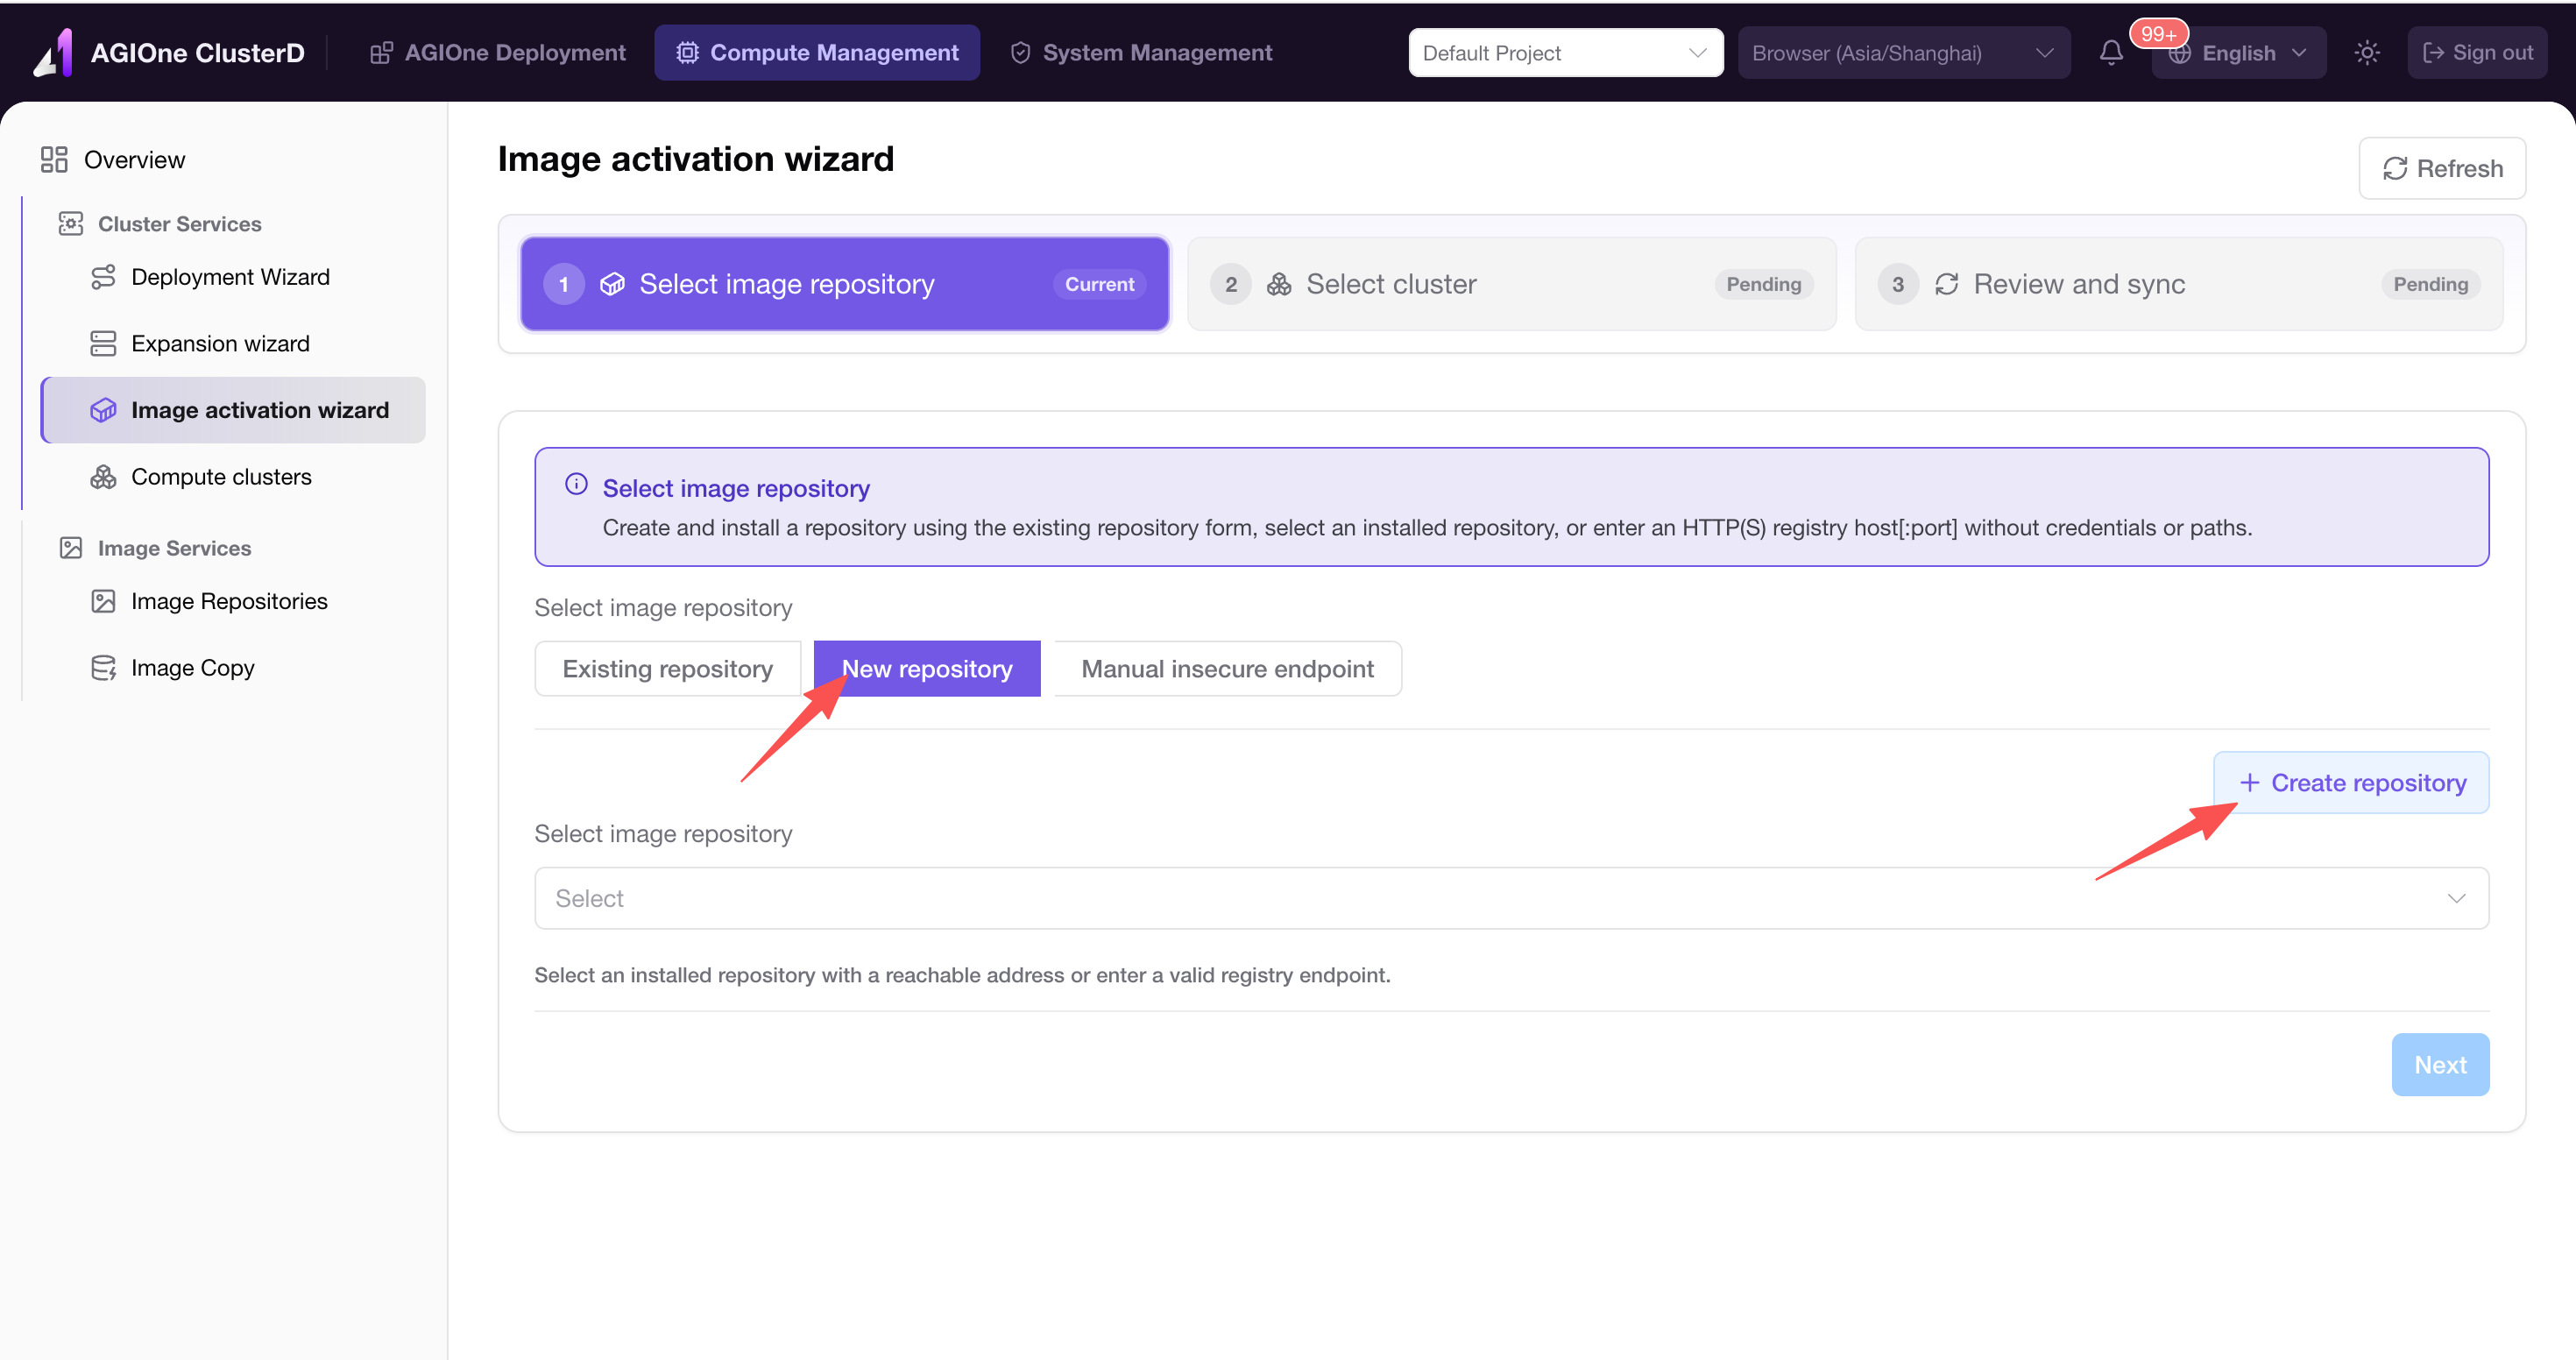 AGIOne ClusterD
AGIOne Deployment
Compute Management
System Management
Default Project
Browser (Asia/Shanghai)
99+
English
Sign out
Overview
Cluster Services
Deployment Wizard
Expansion wizard
Image activation wizard
Compute clusters
Image Services
Image Repositories
Image Copy
Image activation wizard
Refresh
1 Select image repository Current
2 Select cluster Pending
3 Review and sync Pending
Select image repository
Create and install a repository using the existing repository form, select an installed repository, or enter an HTTP(S) registry host[:port] without credentials or paths.
Select image repository
Existing repository
New repository
Manual insecure endpoint
+ Create repository
Select image repository
Select
Select an installed repository with a reachable address or enter a valid registry endpoint.
Next